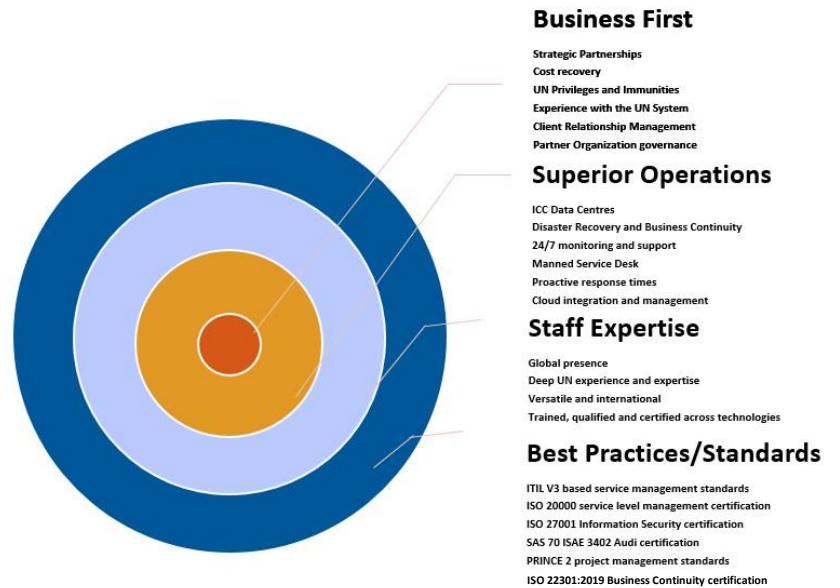 Business First
Strategic Partnerships
Cost recovery
UN Privileges and Immunities
Experience with the UN System
Client Relationship Management
Partner Organization governance
Superior Operations
ICC Data Centres
Disaster Recovery and Business Continuity
24/7 monitoring and support
Manned Service Desk
Proactive response times
Cloud integration and management
Staff Expertise
Global presence
Deep UN experience and expertise
Versatile and international
Trained, qualified and certified across technologies
Best Practices/Standards
ITIL V3 based service management standards
ISO 20000 service level management certification
ISO 27001 Information Security certification
SAS 70 ISAE 3402 Audi certification
PRINCE 2 project management standards
ISO 22301:2019 Business Continuity certification